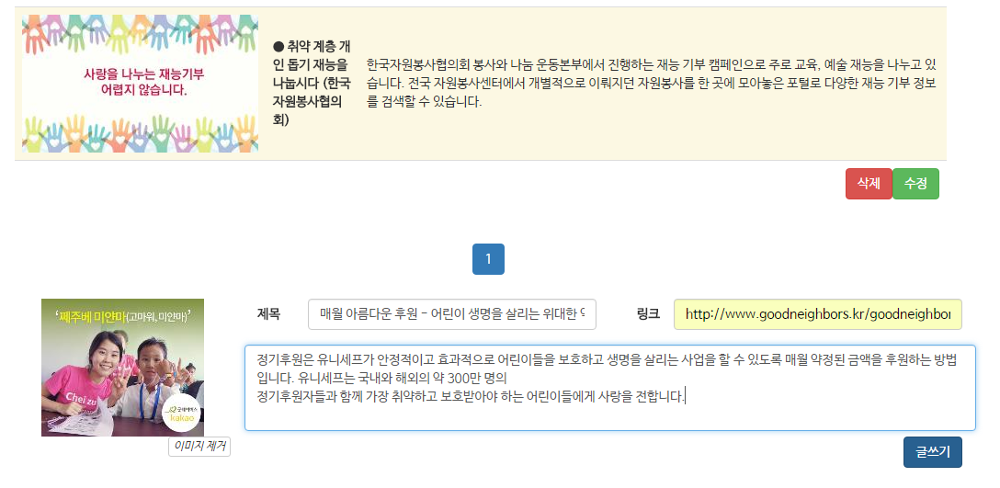 사랑을 나누는 재능기부
어렵지 않습니다.
● 취약 계층 개
인 돕기 재능을
나눕시다 (한국
자원봉사협의
회)
한국자원봉사협의회 봉사와 나눔 운동본부에서 진행하는 재능 기부 캠페인으로 주로 교육, 예술 재능을 나누고 있
습니다. 전국 자원봉사센터에서 개별적으로 이뤄지던 자원봉사를 한 곳에 모아놓은 포털로 다양한 재능 기부 정보
를 검색할 수 있습니다.
삭제
수정
1
‘쩨주베 미얀마(고마워, 미얀마)’
Chei zu
굿네이버스
kakao
이미지 제거
제목
매월 아름다운 후원 - 어린이 생명을 살리는 위대한
링크
http://www.goodneighbors.kr/goodneighbor
정기후원은 유니세프가 안정적이고 효과적으로 어린이들을 보호하고 생명을 살리는 사업을 할 수 있도록 매월 약정된 금액을 후원하는 방법
입니다. 유니세프는 국내와 해외의 약 300만 명의
정기후원자들과 함께 가장 취약하고 보호받아야 하는 어린이들에게 사랑을 전합니다.
글쓰기